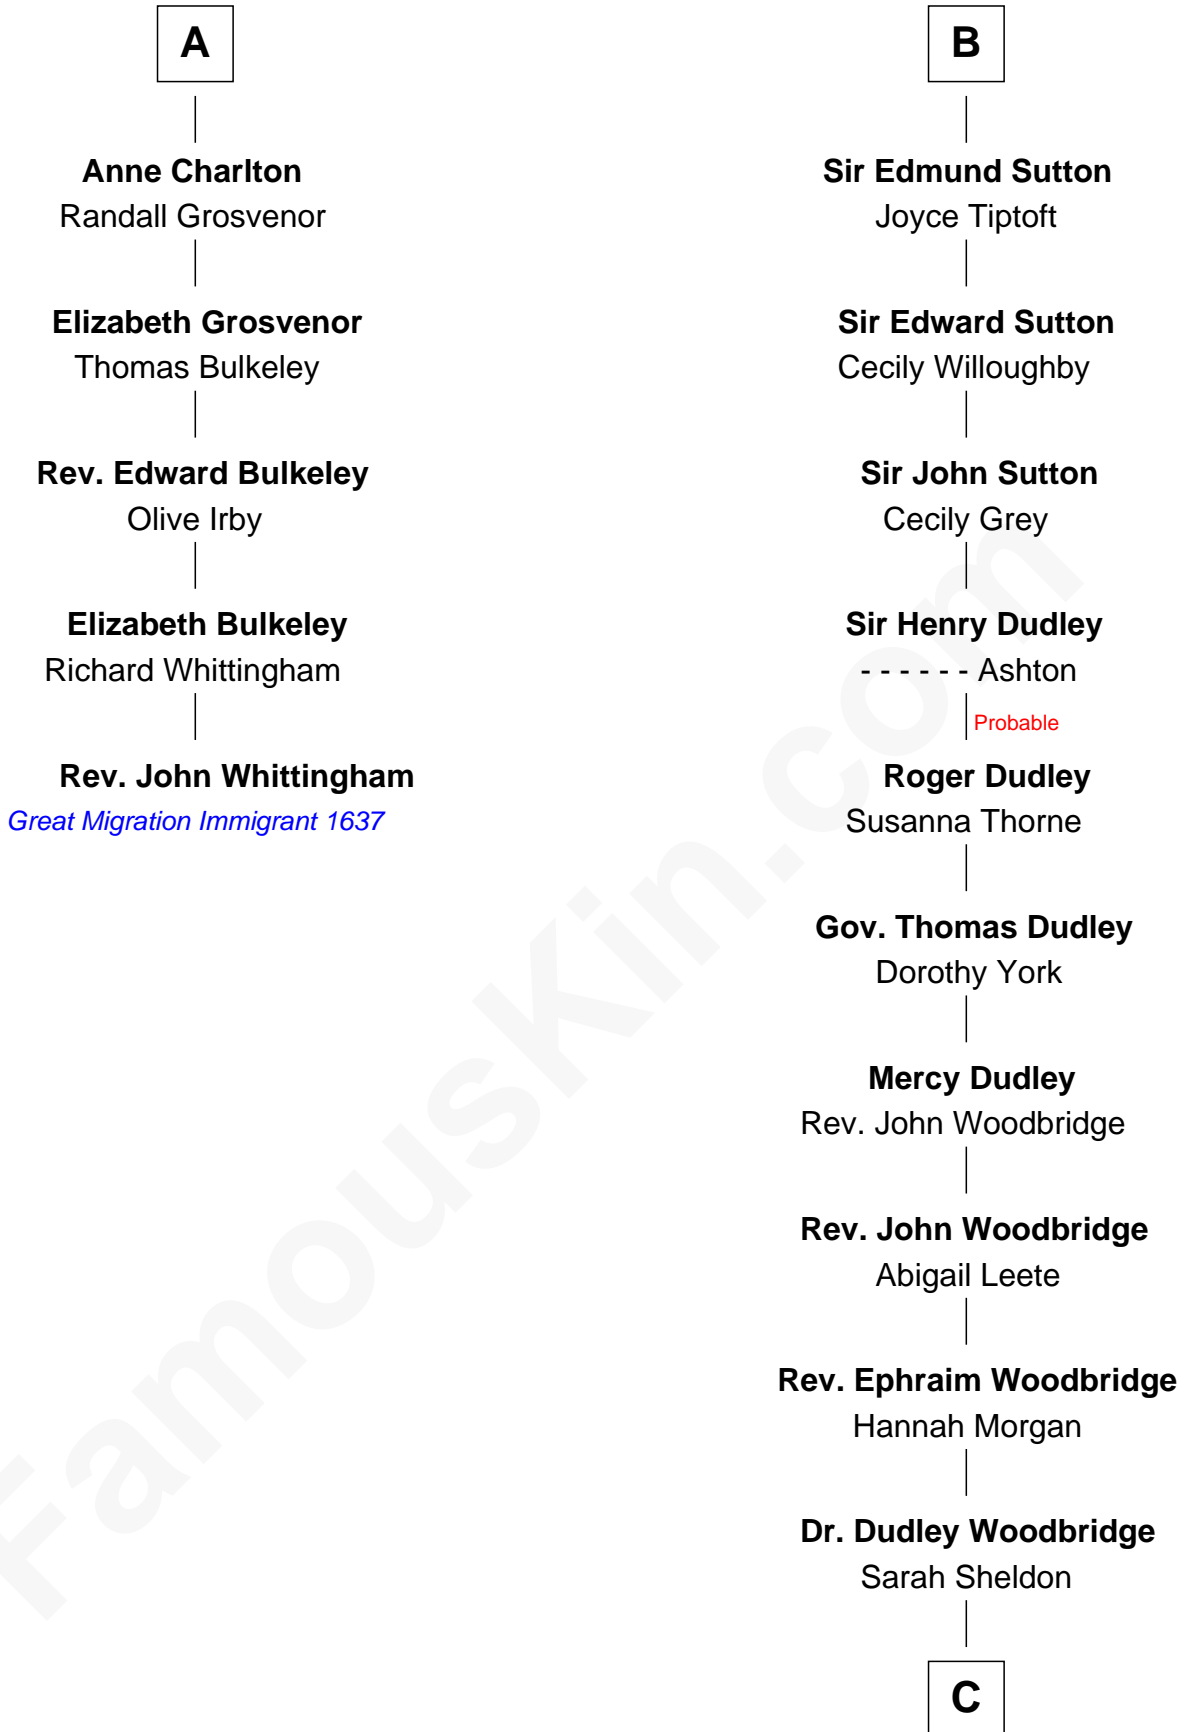 A
Anne Charlton
Randall Grosvenor
Elizabeth Grosvenor
Thomas Bulkeley
Rev. Edward Bulkeley
Olive Irby
Elizabeth Bulkeley
Richard Whittingham
Rev. John Whittingham
Great Migration Immigrant 1637
B
Sir Edmund Sutton
Joyce Tiptoft
Sir Edward Sutton
Cecily Willoughby
Sir John Sutton
Cecily Grey
Sir Henry Dudley
- - - - - - Ashton
Probable
Roger Dudley
Susanna Thorne
Gov. Thomas Dudley
Dorothy York
Mercy Dudley
Rev. John Woodbridge
Rev. John Woodbridge
Abigail Leete
Rev. Ephraim Woodbridge
Hannah Morgan
Dr. Dudley Woodbridge
Sarah Sheldon
C
FamousKin.com